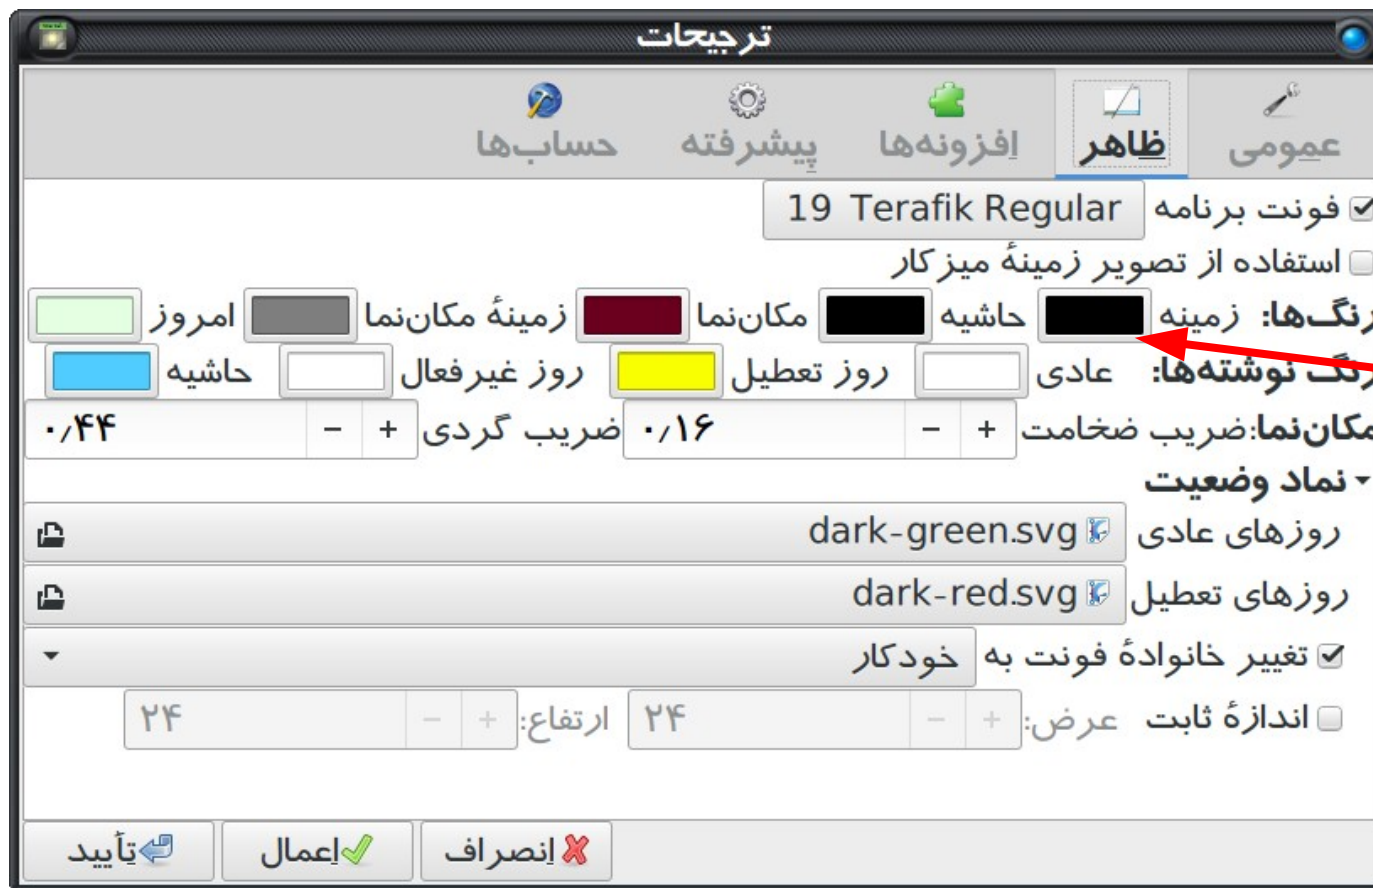 ترجیحات
عمومی ظاهر افزونه‌ها پیشرفته حساب‌ها
فونت برنامه 19 Terafik Regular
استفاده از تصویر زمینهٔ میزکار
رنگ‌ها: زمینه حاشیه مکان‌نما زمینهٔ مکان‌نما امروز
رنگ نوشته‌ها: عادی روز تعطیل روز غیرفعال حاشیه
مکان‌نما: ضریب ضخامت + - ۰٫۱۶ ضریب گردی + - ۰٫۴۴
نماد وضعیت
روزهای عادی dark-green.svg
روزهای تعطیل dark-red.svg
تغییر خانوادهٔ فونت به خودکار
اندازهٔ ثابت عرض: + - ۲۴ ارتفاع: + - ۲۴
اِنصراف اِعمال تأیید